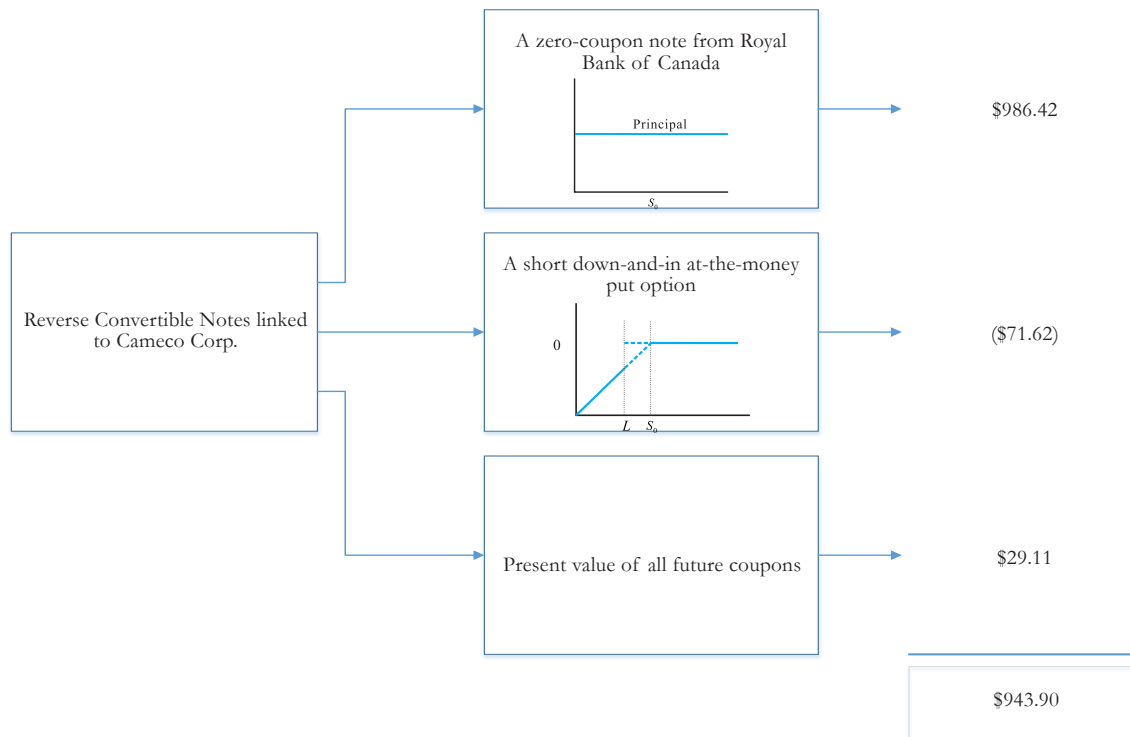 A zero-coupon note from Royal
Bank of Canada
Principal
S₀
$986.42
Reverse Convertible Notes linked
to Cameco Corp.
A short down-and-in at-the-money
put option
0
L S₀
($71.62)
Present value of all future coupons
$29.11
$943.90